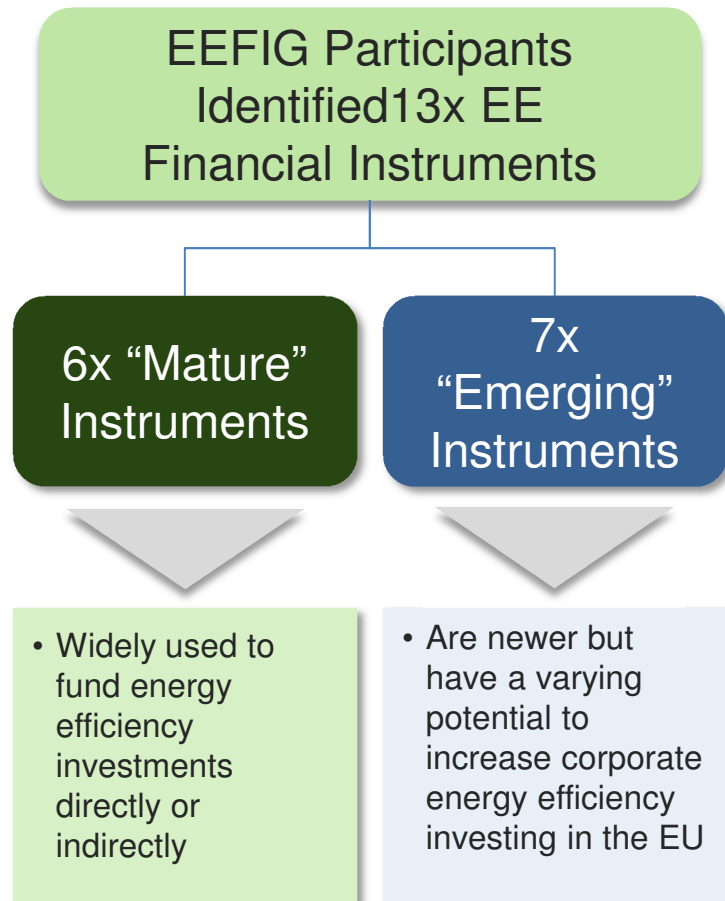 EEFIG Participants
Identified13x EE
Financial Instruments
6x “Mature”
Instruments
7x
“Emerging”
Instruments
• Widely used to
fund energy
efficiency
investments
directly or
indirectly
• Are newer but
have a varying
potential to
increase corporate
energy efficiency
investing in the EU